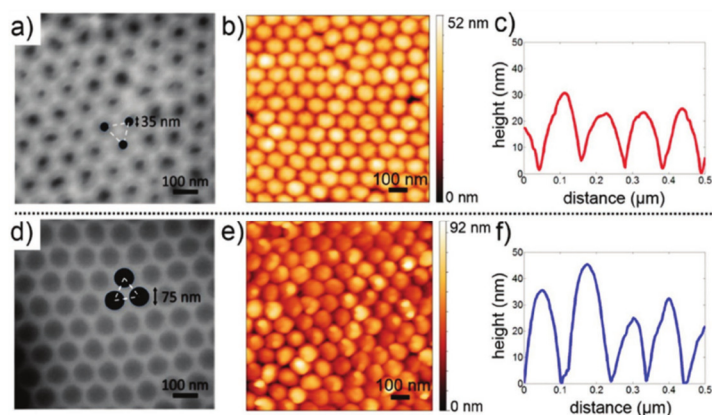 a)
35 nm
100 nm
b)
52 nm
0 nm
100 nm
c)
height (nm)
50
40
30
20
10
0
0
0.1
0.2
0.3
0.4
0.5
distance (μm)
d)
75 nm
100 nm
e)
92 nm
0 nm
100 nm
f)
height (nm)
50
40
30
20
10
0
0
0.1
0.2
0.3
0.4
0.5
distance (μm)